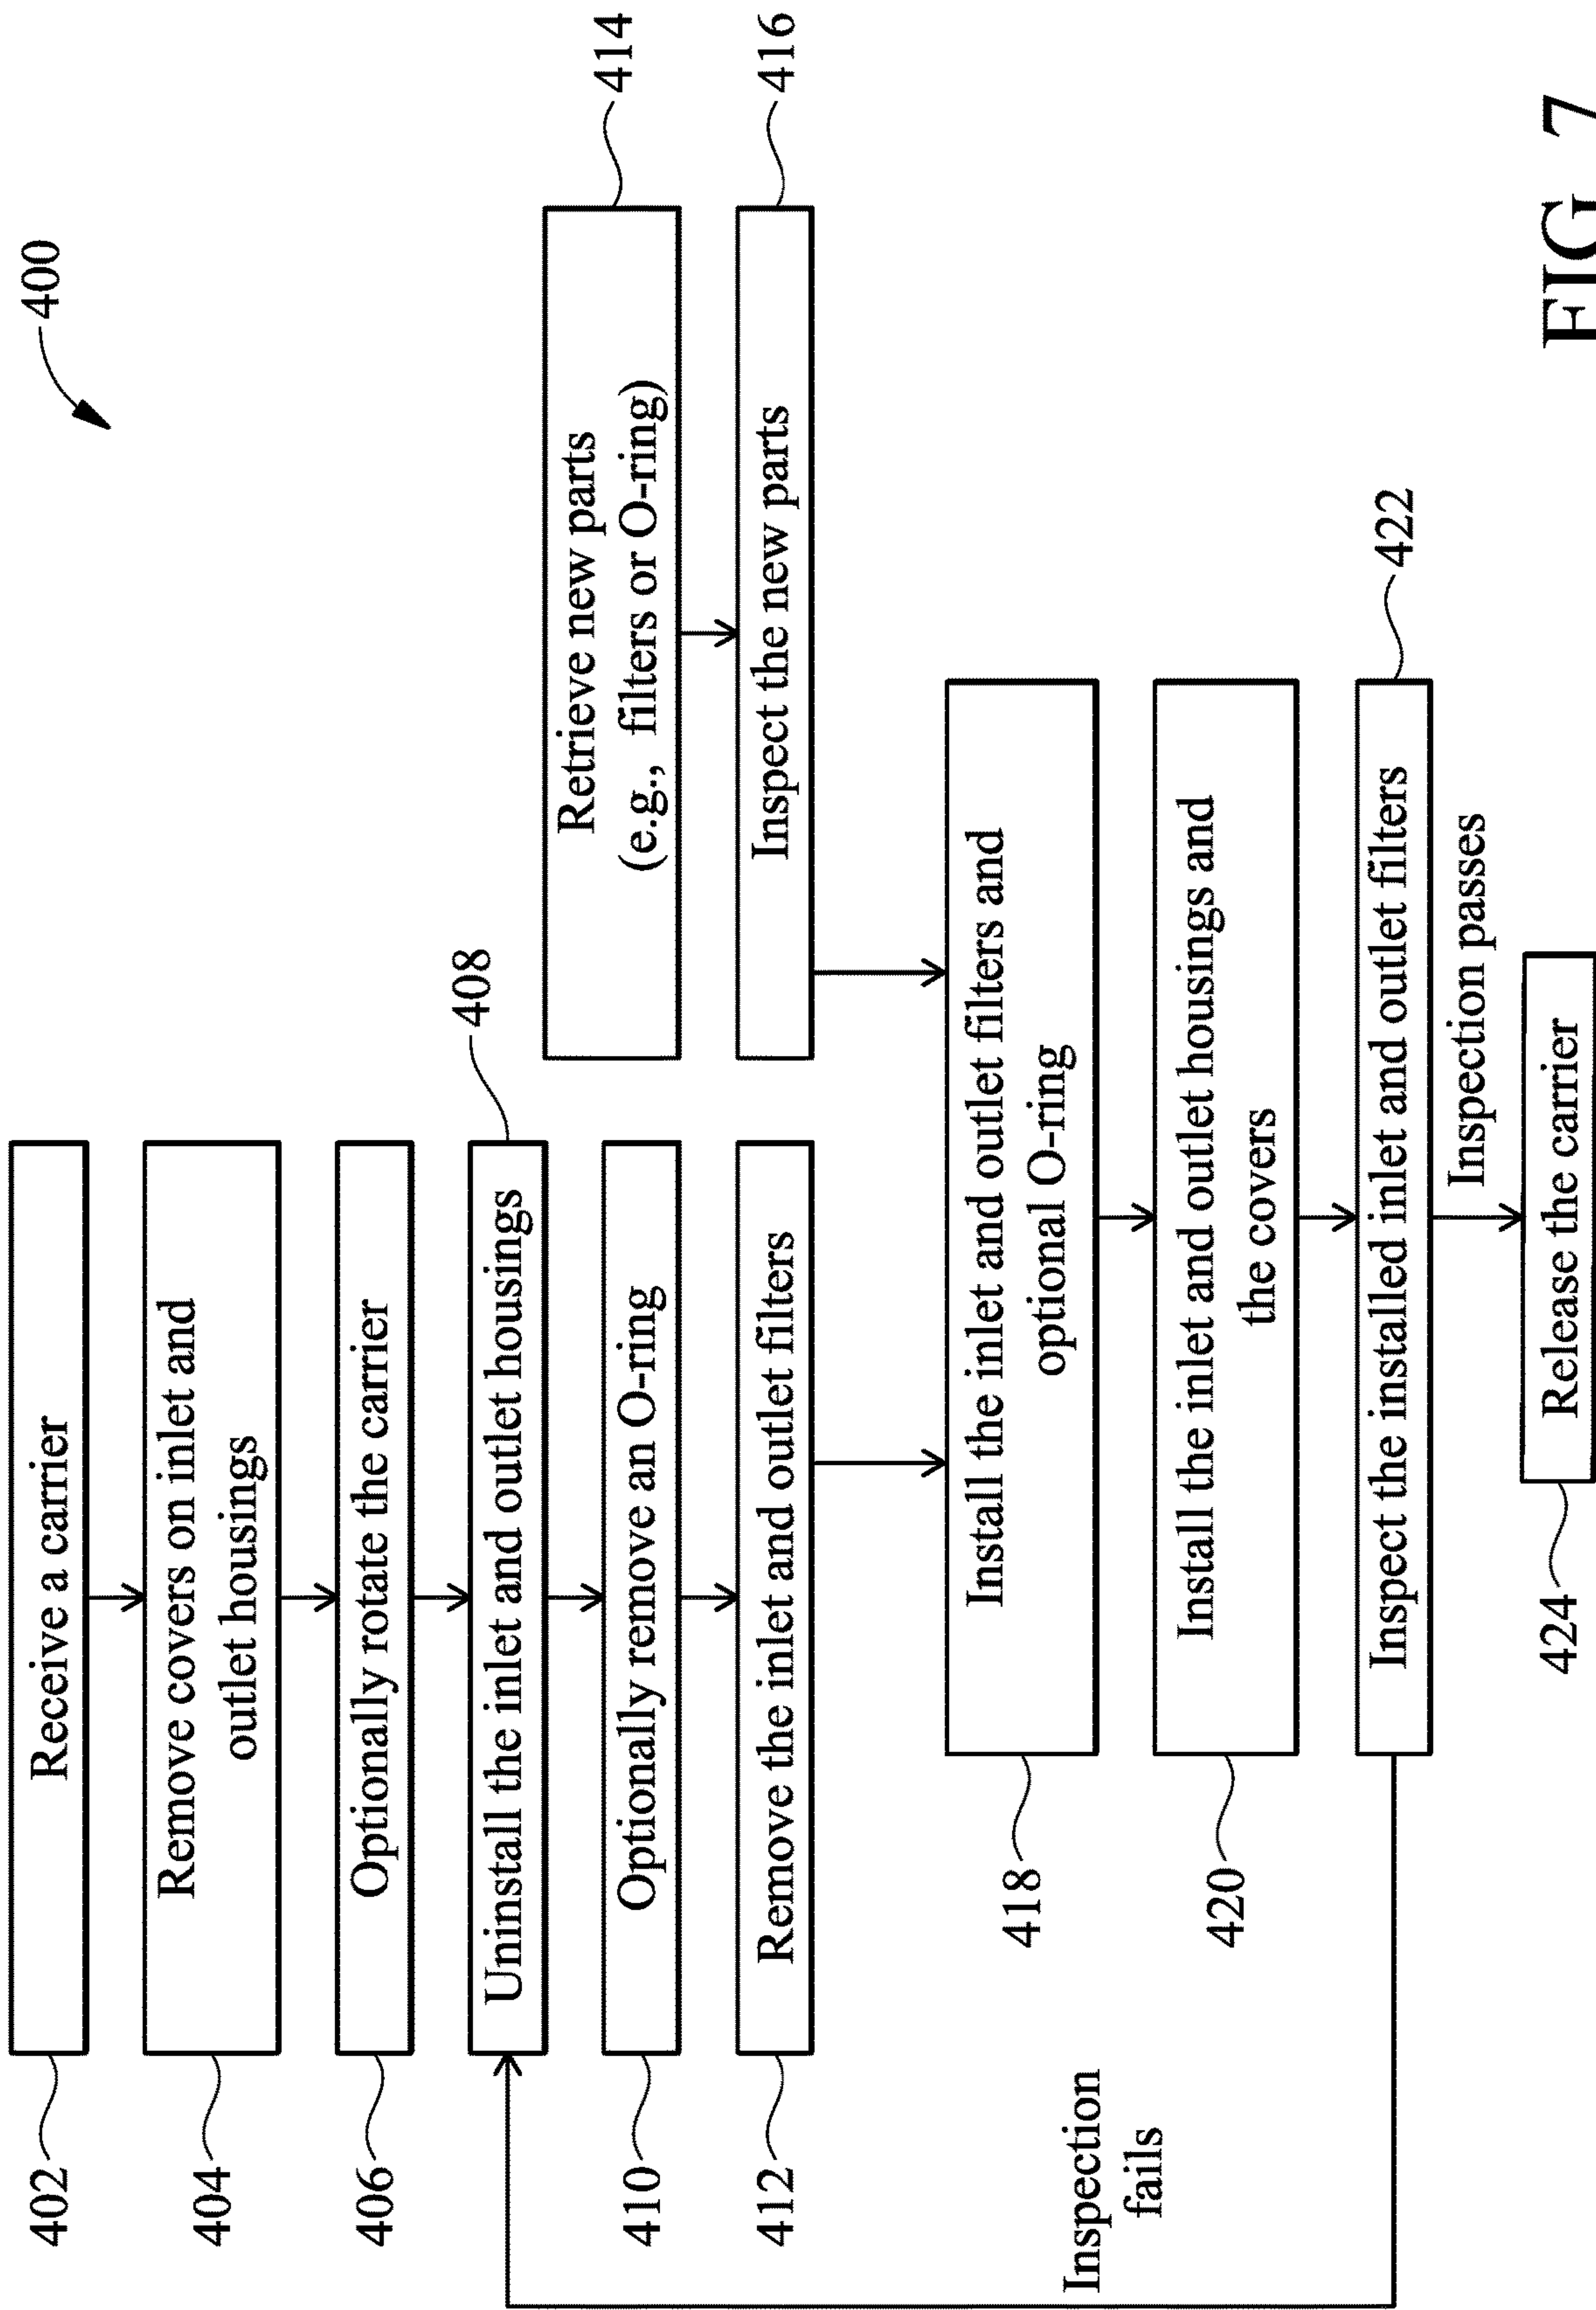 400
402
Receive a carrier
404
Remove covers on inlet and
outlet housings
406
Optionally rotate the carrier
408
Uninstall the inlet and outlet housings
410
Optionally remove an O-ring
412
Remove the inlet and outlet filters
414
Retrieve new parts
(e.g., filters or O-ring)
416
Inspect the new parts
418
Install the inlet and outlet filters and
optional O-ring
420
Install the inlet and outlet housings and
the covers
422
Inspect the installed inlet and outlet filters
Inspection
fails
Inspection passes
424
Release the carrier
FIG 7